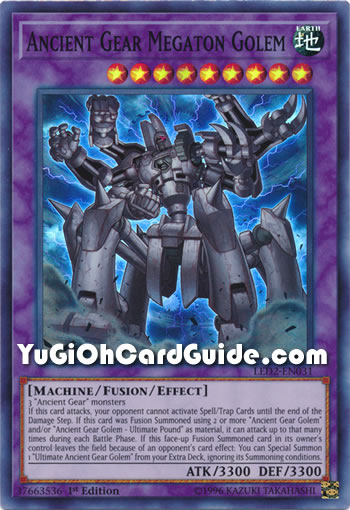 ANCIENT GEAR MEGATON GOLEM
EARTH
地
YuGiOhCardGuide.com
LED2-EN031
[MACHINE/FUSION/EFFECT]
3 "Ancient Gear" monsters
If this card attacks, your opponent cannot activate Spell/Trap Cards until the end of the
Damage Step. If this card was Fusion Summoned using 2 or more "Ancient Gear Golem"
and/or "Ancient Gear Golem - Ultimate Pound" as material, it can attack up to that many
times during each Battle Phase. If this face-up Fusion Summoned card in its owner's
control leaves the field because of an opponent's card effect: You can Special Summon
1 "Ultimate Ancient Gear Golem" from your Extra Deck, ignoring its Summoning conditions.
ATK/3300 DEF/3300
37663536 1st Edition
©1996 KAZUKI TAKAHASHI